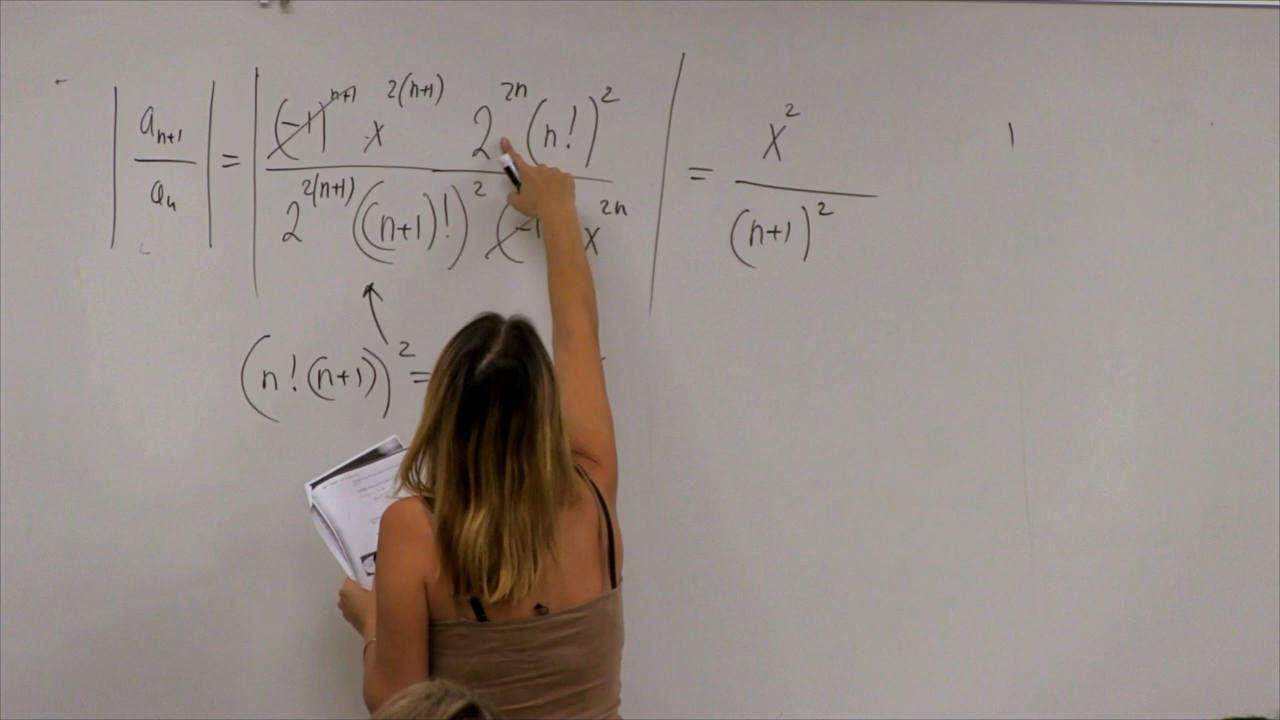 |a_{n+1}/a_n| = |((-1)^{n+1} x^{2(n+1)} 2^{2n} (n!)^2)/(2^{2(n+1)} ((n+1)!)^2 (-1 x^{2n})| = x^2/(n+1)^2
(n!(n+1))^2 =